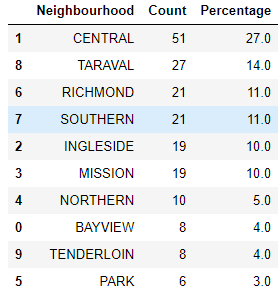 Neighbourhood Count Percentage
1 CENTRAL 51 27.0
8 TARAVAL 27 14.0
6 RICHMOND 21 11.0
7 SOUTHERN 21 11.0
2 INGLESIDE 19 10.0
3 MISSION 19 10.0
4 NORTHERN 10 5.0
0 BAYVIEW 8 4.0
9 TENDERLOIN 8 4.0
5 PARK 6 3.0